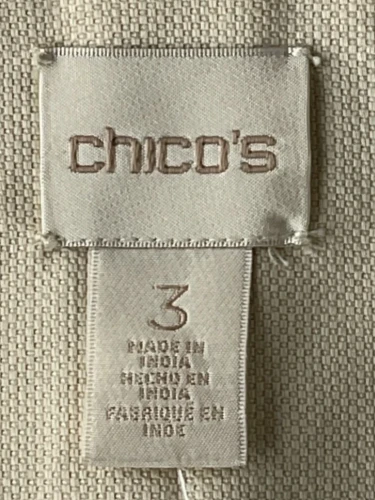 chico's
3
MADE IN
INDIA
HECHO EN
INDIA
FABRIQUÉ EN
INDE